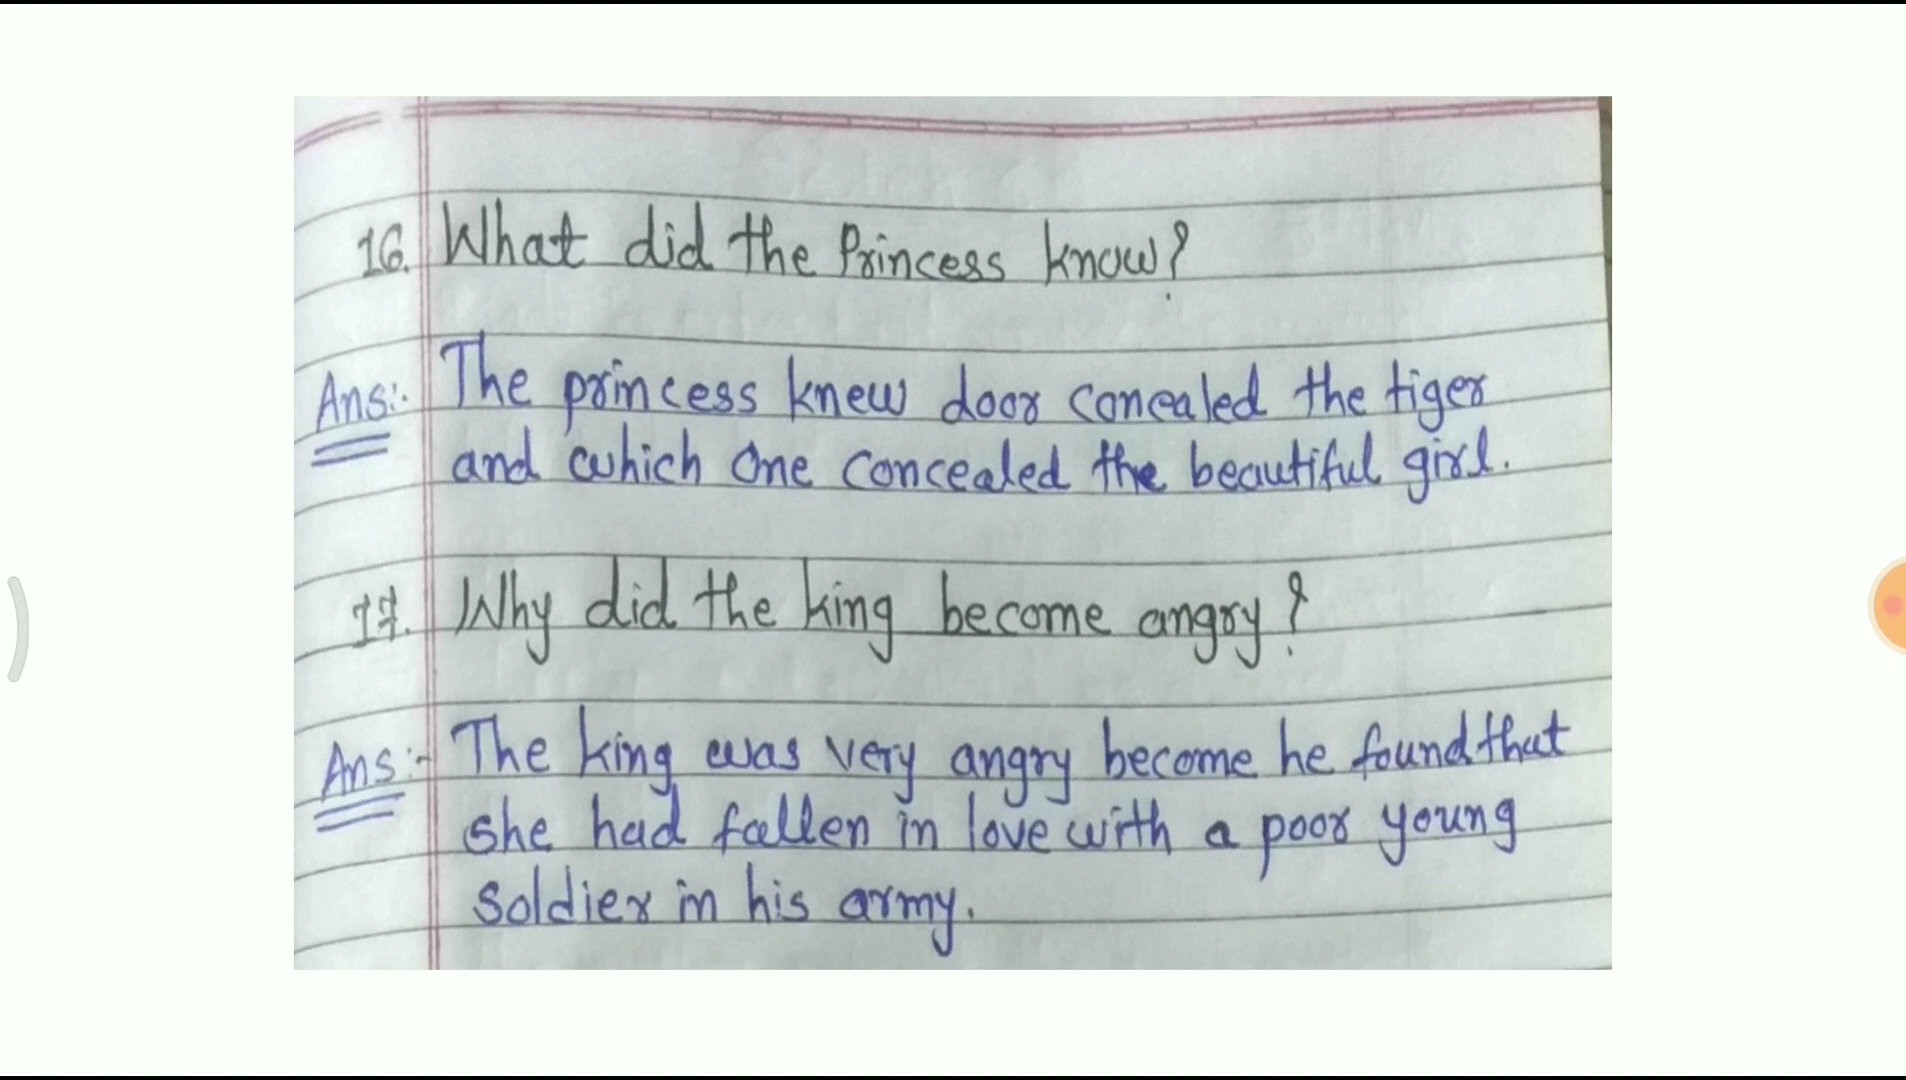 16. What did the Princess know?
Ans:- The princess knew door conealed the tiger
and which one concealed the beautiful girl.
17. Why did the king become angry?
Ans:- The king was very angry become he found that
she had fallen in love with a poor young
soldier in his army.